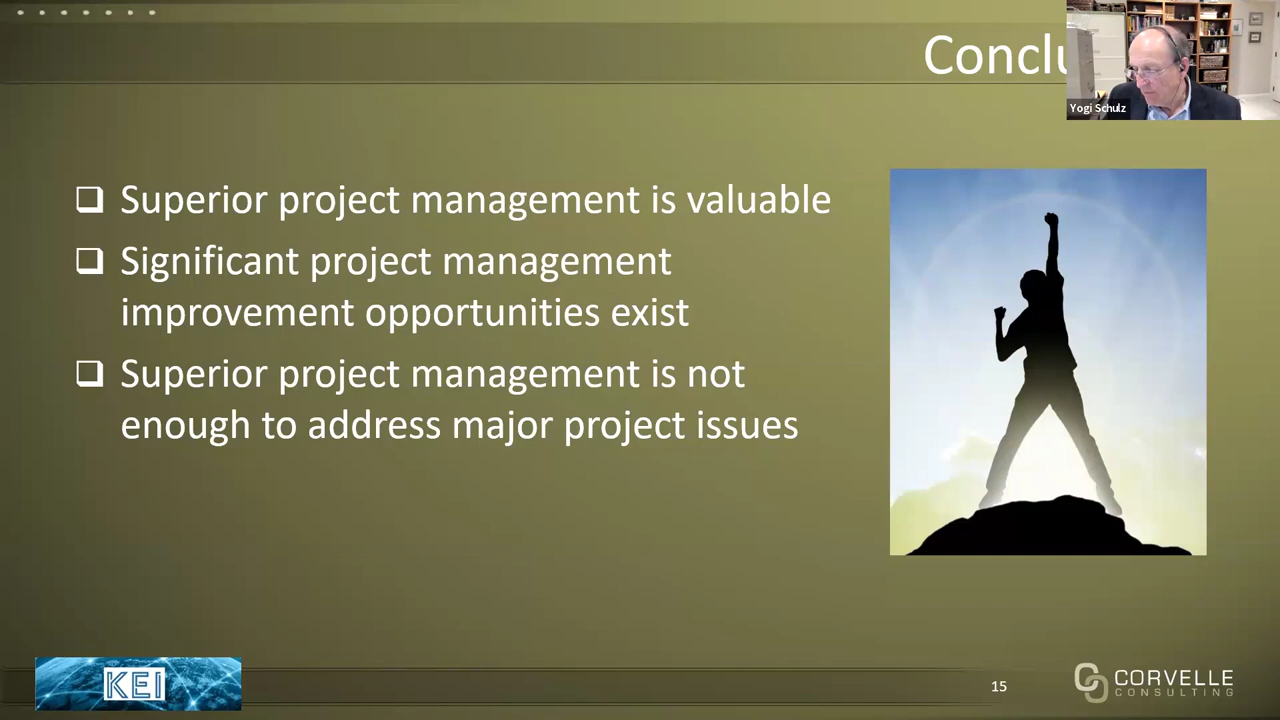 Conclu
Yogi Schulz
❑ Superior project management is valuable
❑ Significant project management
improvement opportunities exist
❑ Superior project management is not
enough to address major project issues
KEI
15
CORVELLE
CONSULTING